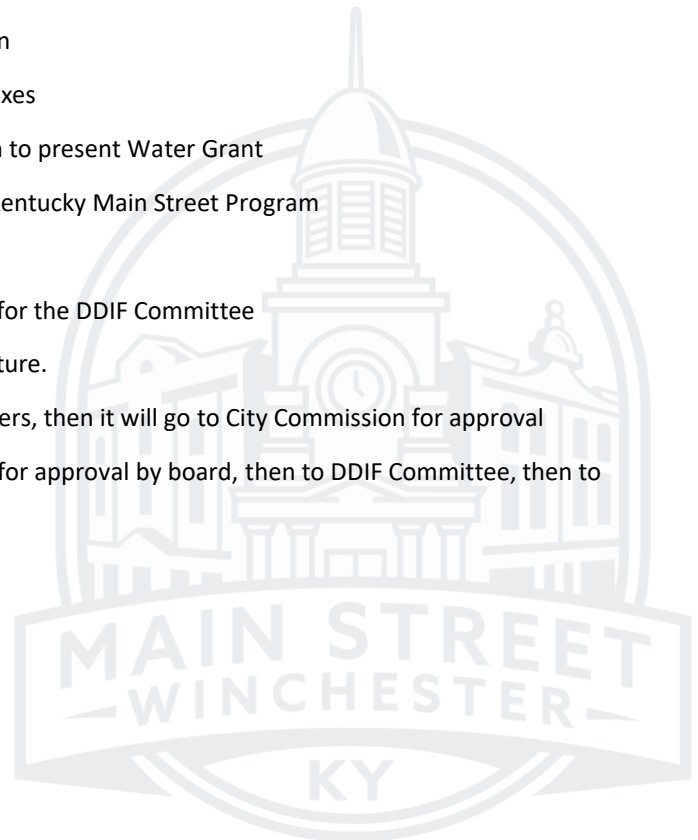 n
xes
to present Water Grant
entucky Main Street Program
for the DDIF Committee
ture.
ers, then it will go to City Commission for approval
for approval by board, then to DDIF Committee, then to
MAIN STREET
WINCHESTER
KY